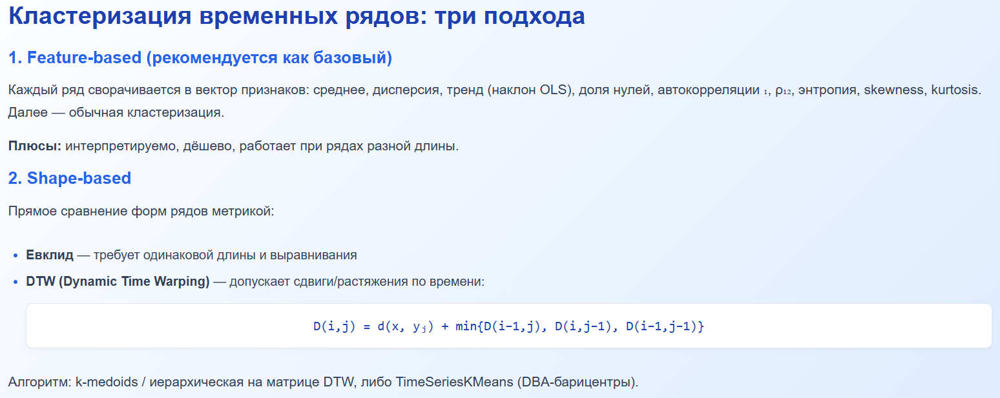 Кластеризация временных рядов: три подхода
1. Feature-based (рекомендуется как базовый)
Каждый ряд сворачивается в вектор признаков: среднее, дисперсия, тренд (наклон OLS), доля нулей, автокорреляции ₁, ρ₁₂, энтропия, skewness, kurtosis.
Далее — обычная кластеризация.
Плюсы: интерпретируемо, дёшево, работает при рядах разной длины.
2. Shape-based
Прямое сравнение форм рядов метрикой:
• Евклид — требует одинаковой длины и выравнивания
• DTW (Dynamic Time Warping) — допускает сдвиги/растяжения по времени:
D(i,j) = d(x, yⱼ) + min{D(i−1,j), D(i,j−1), D(i−1,j−1)}
Алгоритм: k-medoids / иерархическая на матрице DTW, либо TimeSeriesKMeans (DBA-барицентры).